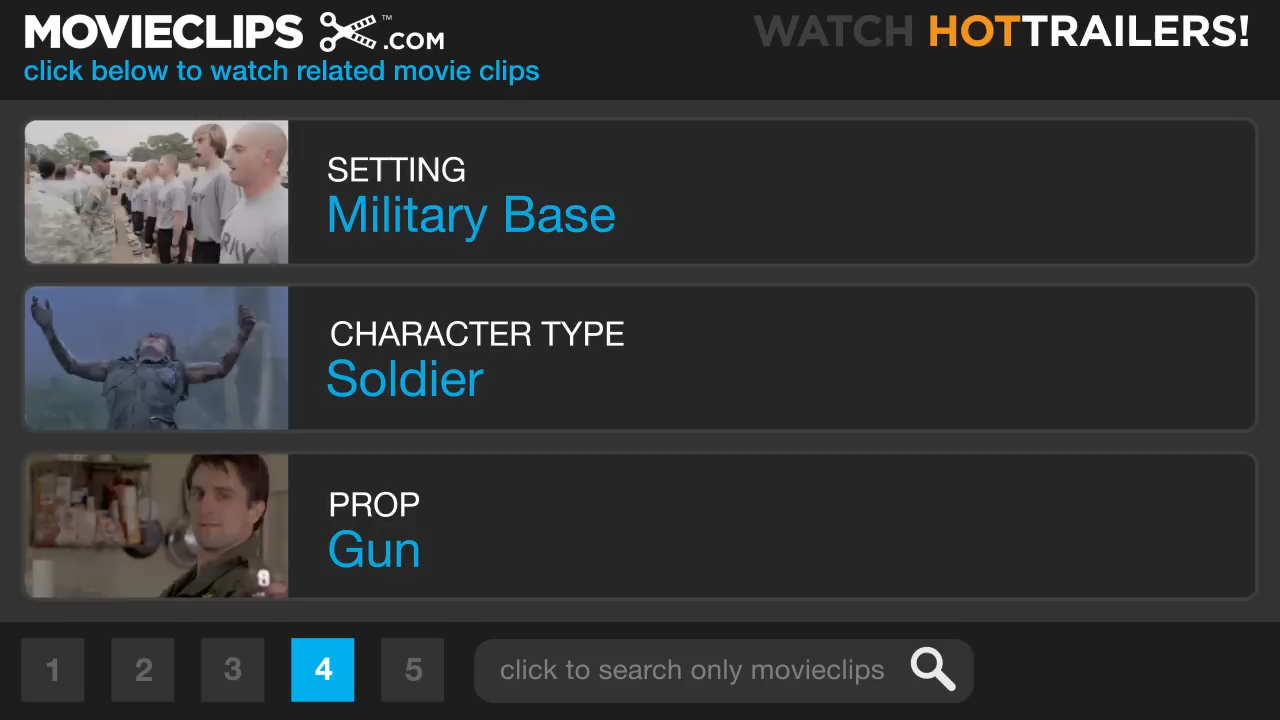 MOVIECLIPS ™ .COM
WATCH HOTTRAILERS!
click below to watch related movie clips
SETTING
Military Base
CHARACTER TYPE
Soldier
PROP
Gun
1 2 3 4 5 click to search only movieclips